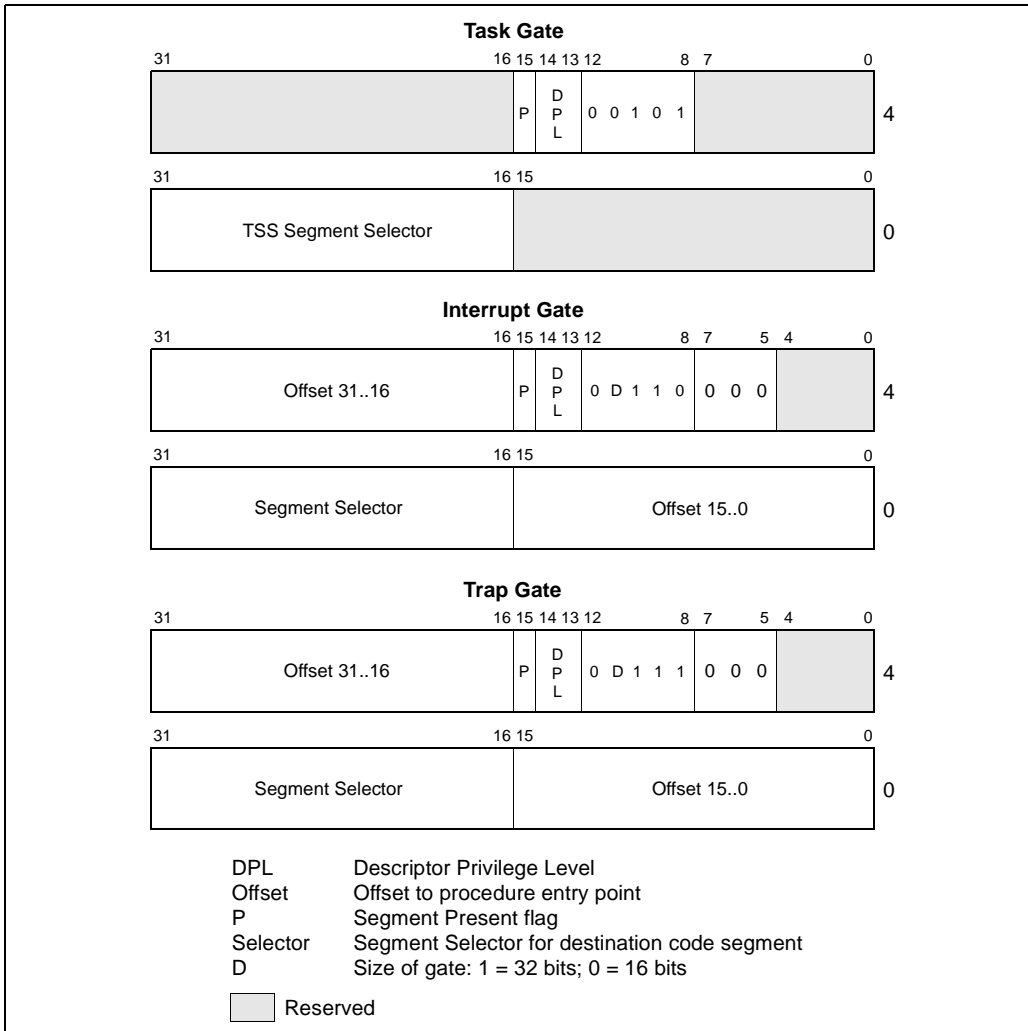 Task Gate
31 16 15 14 13 12 8 7 0
P D P L 0 0 1 0 1 4
31 16 15 0
TSS Segment Selector 0
Interrupt Gate
31 16 15 14 13 12 8 7 5 4 0
Offset 31..16 P D P L 0 D 1 1 0 0 0 0 4
31 16 15 0
Segment Selector Offset 15..0 0
Trap Gate
31 16 15 14 13 12 8 7 5 4 0
Offset 31..16 P D P L 0 D 1 1 1 0 0 0 4
31 16 15 0
Segment Selector Offset 15..0 0
DPL Descriptor Privilege Level
Offset Offset to procedure entry point
P Segment Present flag
Selector Segment Selector for destination code segment
D Size of gate: 1 = 32 bits; 0 = 16 bits
Reserved